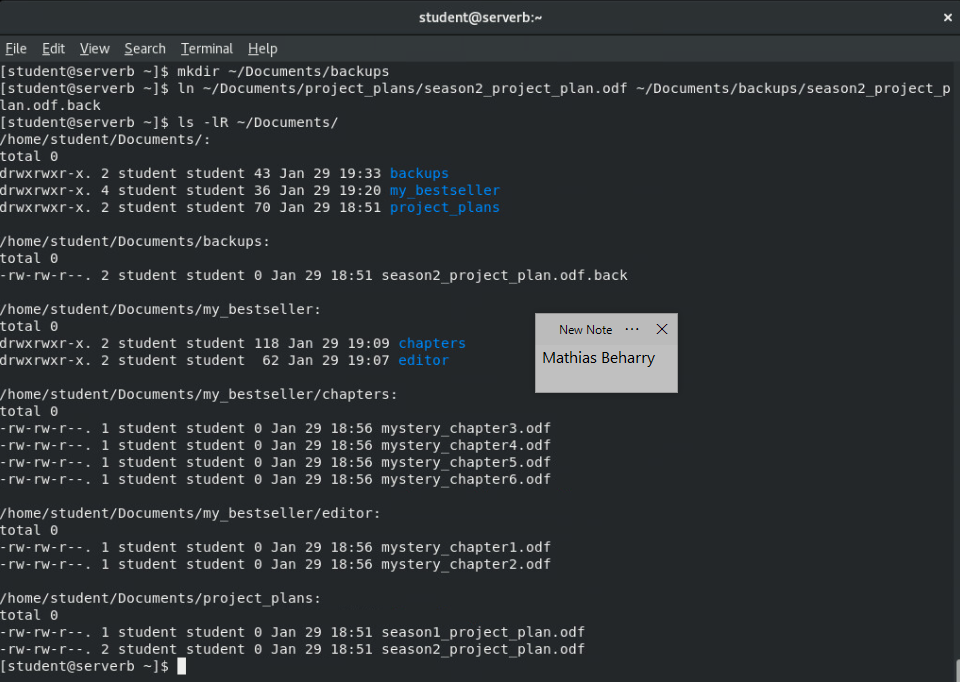 student@serverb:~
File Edit View Search Terminal Help
[student@serverb ~]$ mkdir ~/Documents/backups
[student@serverb ~]$ ln ~/Documents/project_plans/season2_project_plan.odf ~/Documents/backups/season2_project_p
lan.odf.back
[student@serverb ~]$ ls -lR ~/Documents/
/home/student/Documents/:
total 0
drwxrwxr-x. 2 student student 43 Jan 29 19:33 backups
drwxrwxr-x. 4 student student 36 Jan 29 19:20 my_bestseller
drwxrwxr-x. 2 student student 70 Jan 29 18:51 project_plans

/home/student/Documents/backups:
total 0
-rw-rw-r--. 2 student student 0 Jan 29 18:51 season2_project_plan.odf.back

/home/student/Documents/my_bestseller:
total 0
drwxrwxr-x. 2 student student 118 Jan 29 19:09 chapters
drwxrwxr-x. 2 student student  62 Jan 29 19:07 editor
New Note ···
Mathias Beharry

/home/student/Documents/my_bestseller/chapters:
total 0
-rw-rw-r--. 1 student student 0 Jan 29 18:56 mystery_chapter3.odf
-rw-rw-r--. 1 student student 0 Jan 29 18:56 mystery_chapter4.odf
-rw-rw-r--. 1 student student 0 Jan 29 18:56 mystery_chapter5.odf
-rw-rw-r--. 1 student student 0 Jan 29 18:56 mystery_chapter6.odf

/home/student/Documents/my_bestseller/editor:
total 0
-rw-rw-r--. 1 student student 0 Jan 29 18:56 mystery_chapter1.odf
-rw-rw-r--. 1 student student 0 Jan 29 18:56 mystery_chapter2.odf

/home/student/Documents/project_plans:
total 0
-rw-rw-r--. 1 student student 0 Jan 29 18:51 season1_project_plan.odf
-rw-rw-r--. 2 student student 0 Jan 29 18:51 season2_project_plan.odf
[student@serverb ~]$